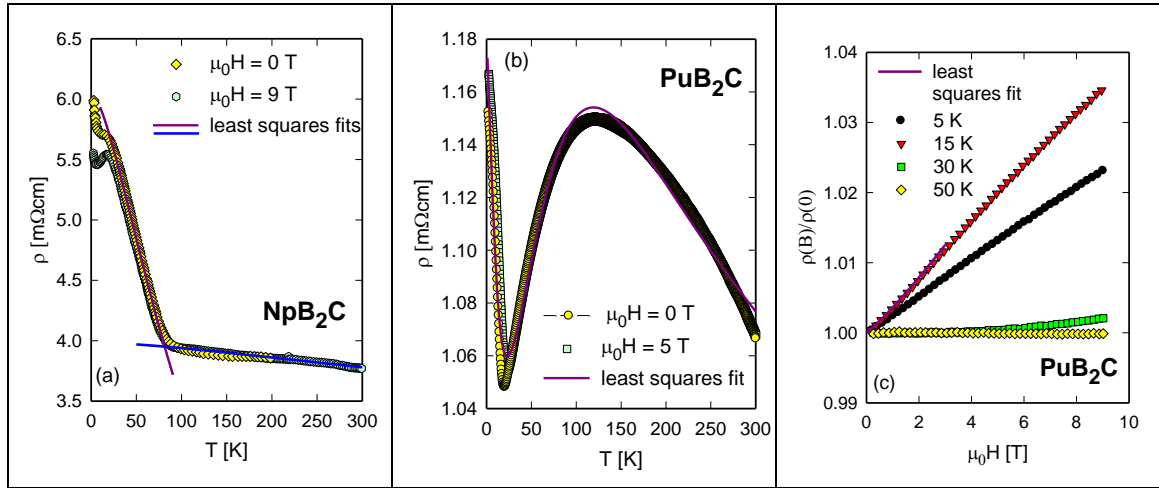 6.5
6.0
5.5
5.0
4.5
4.0
3.5
ρ [mΩcm]
μ₀H = 0 T
μ₀H = 9 T
least squares fits
NpB₂C
(a)
0 50 100 150 200 250 300
T [K]
1.18
1.16
1.14
1.12
1.10
1.08
1.06
1.04
ρ [mΩcm]
(b)
PuB₂C
μ₀H = 0 T
μ₀H = 5 T
least squares fit
0 50 100 150 200 250 300
T [K]
1.04
1.03
1.02
1.01
1.00
0.99
ρ(B)/ρ(0)
least
squares fit
5 K
15 K
30 K
50 K
PuB₂C
(c)
0 2 4 6 8 10
μ₀H [T]